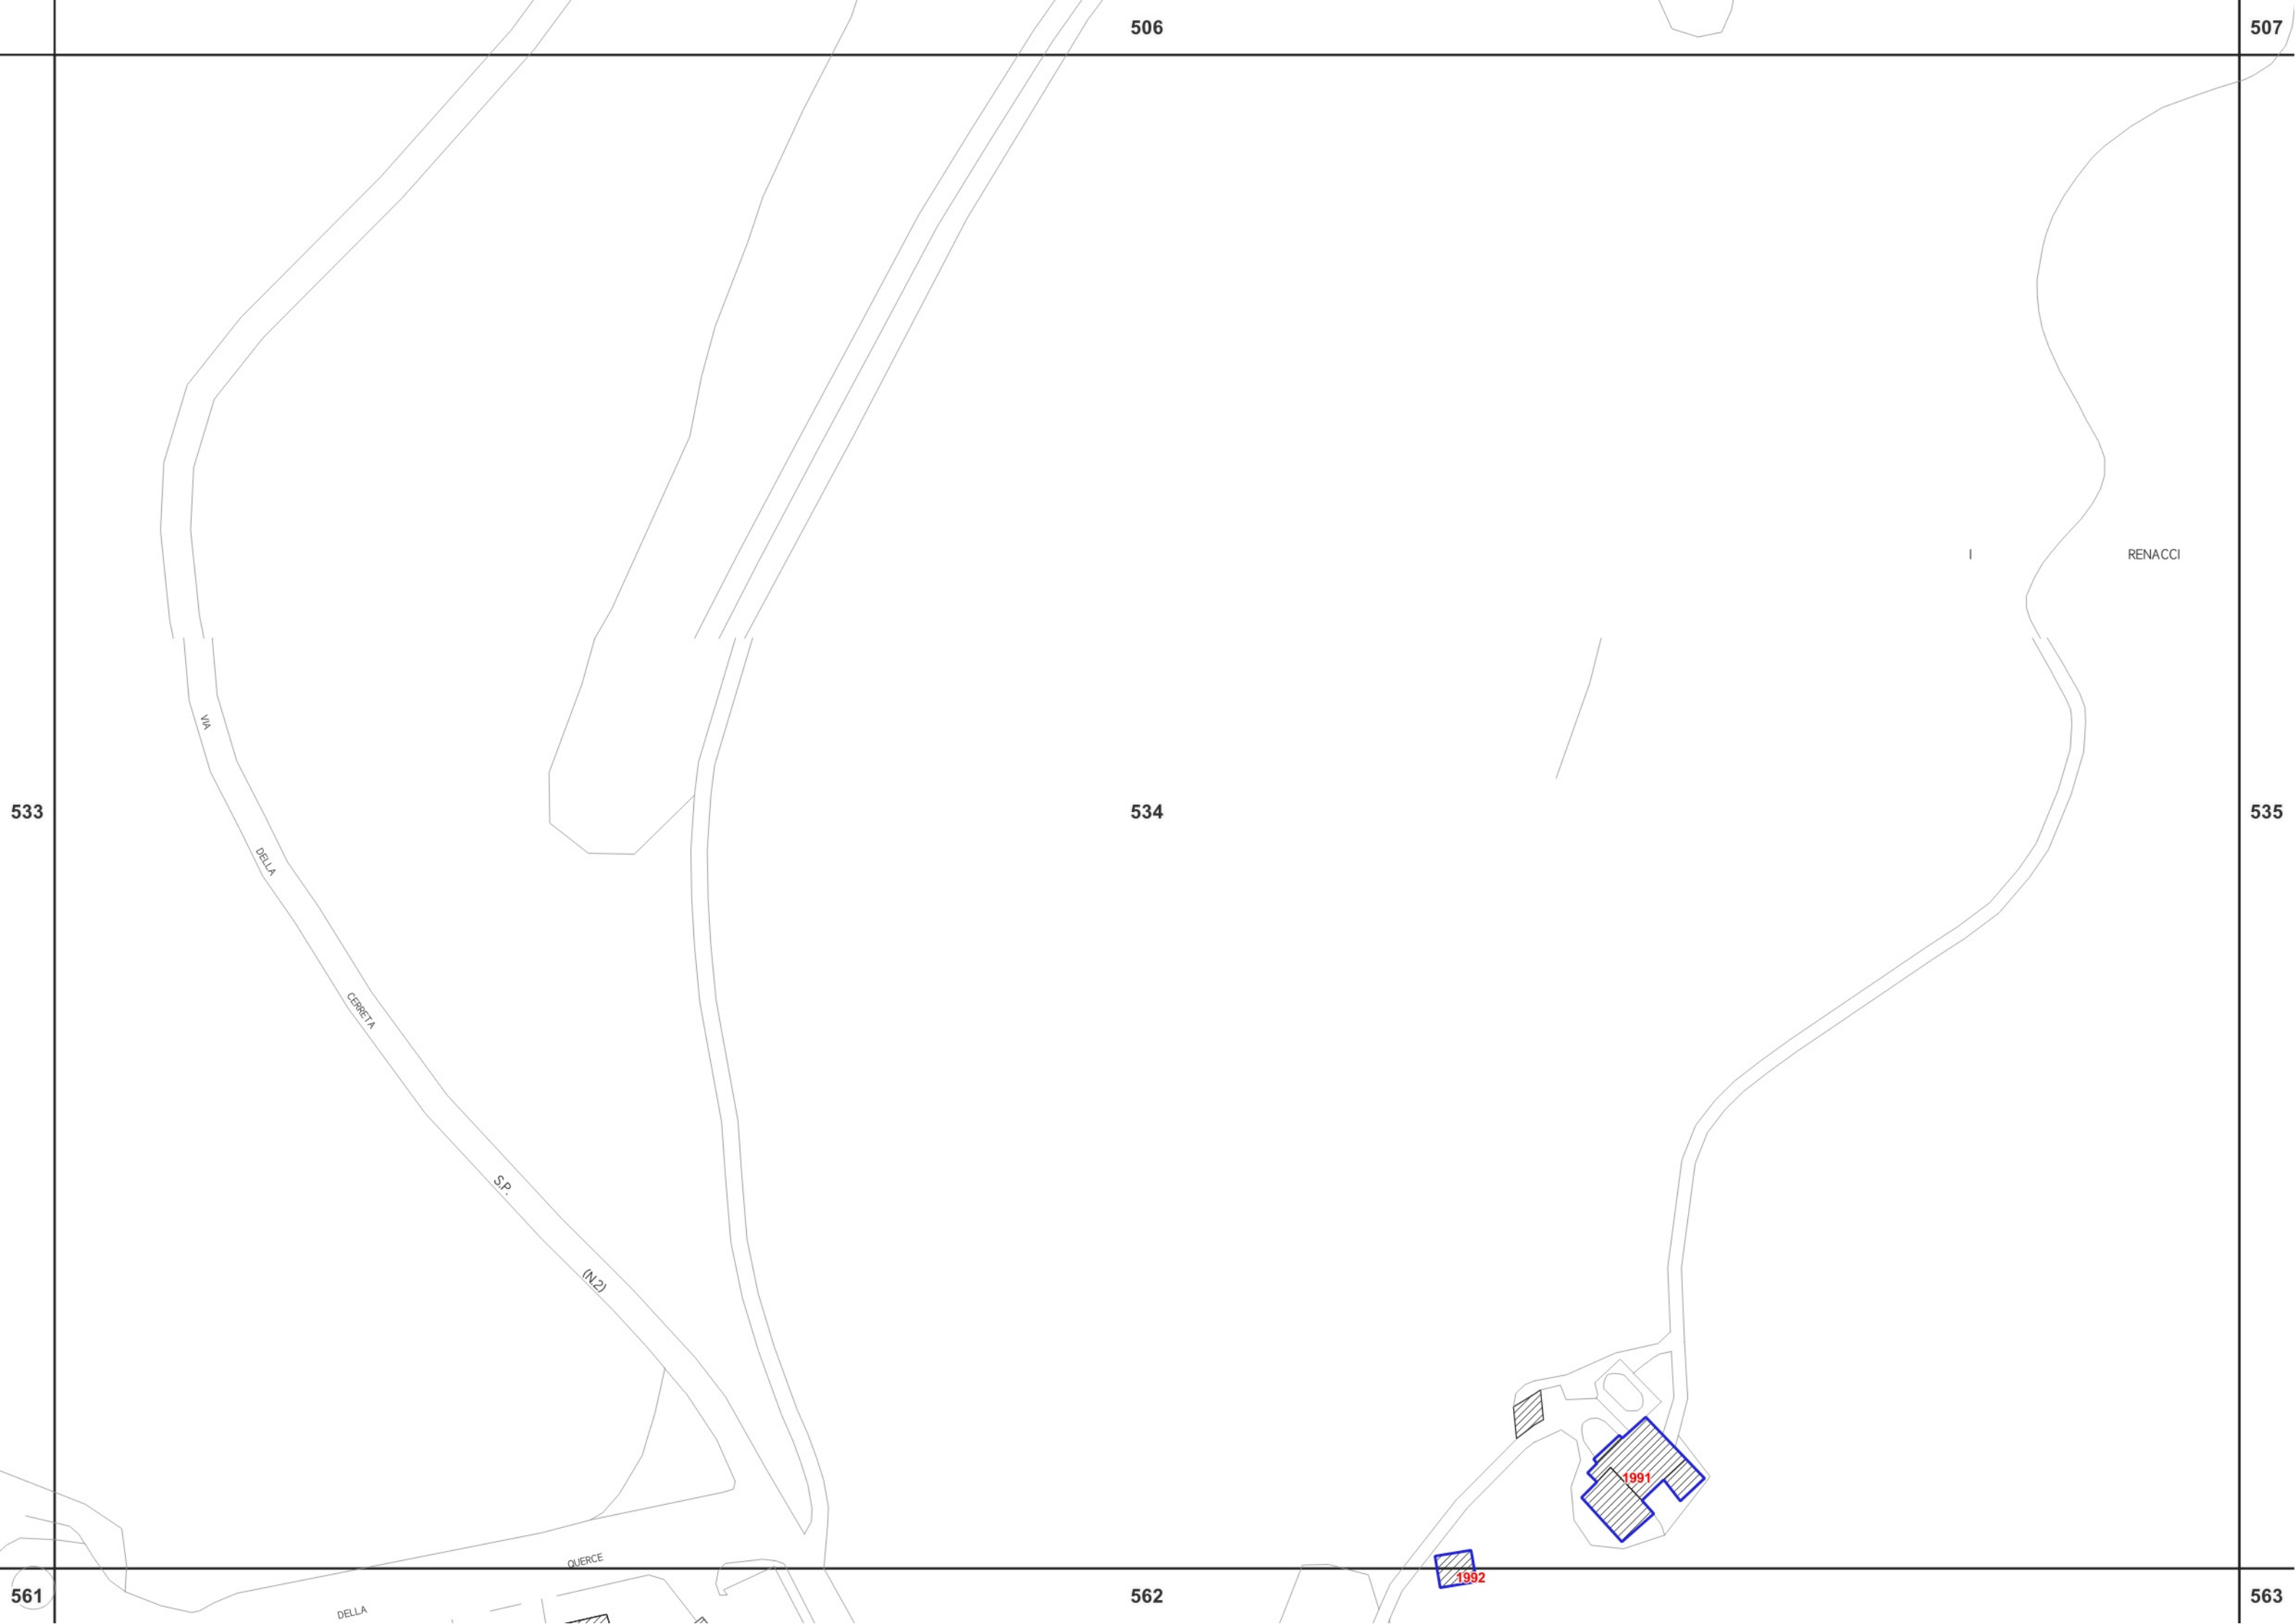 506
507
I
RENACCI
VIA
533
534
535
DELLA
CERRETA
S.P.
(N.2)
1991
QUERCE
1992
561
562
563
DELLA